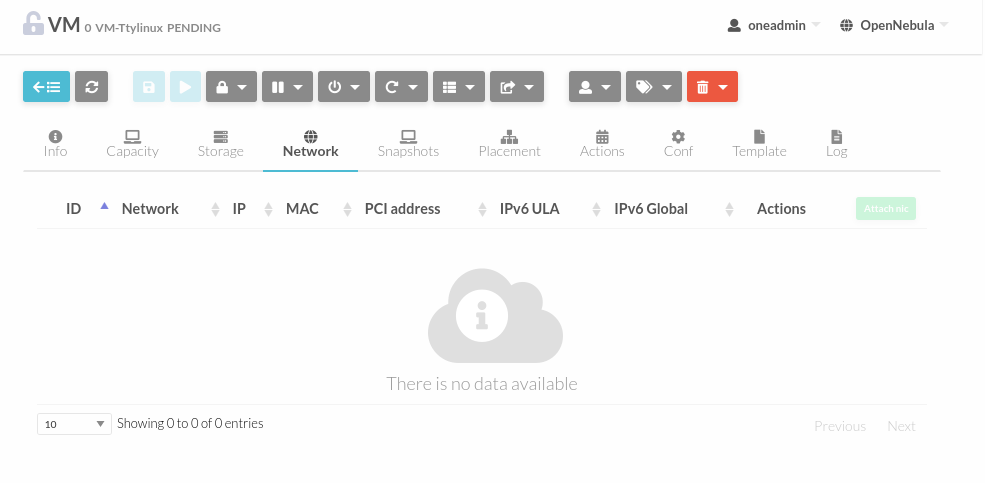 VM 0 VM-Ttylinux PENDING oneadmin OpenNebula
Info Capacity Storage Network Snapshots Placement Actions Conf Template Log
ID Network IP MAC PCI address IPv6 ULA IPv6 Global Actions Attach nic
There is no data available
10 Showing 0 to 0 of 0 entries
Previous Next